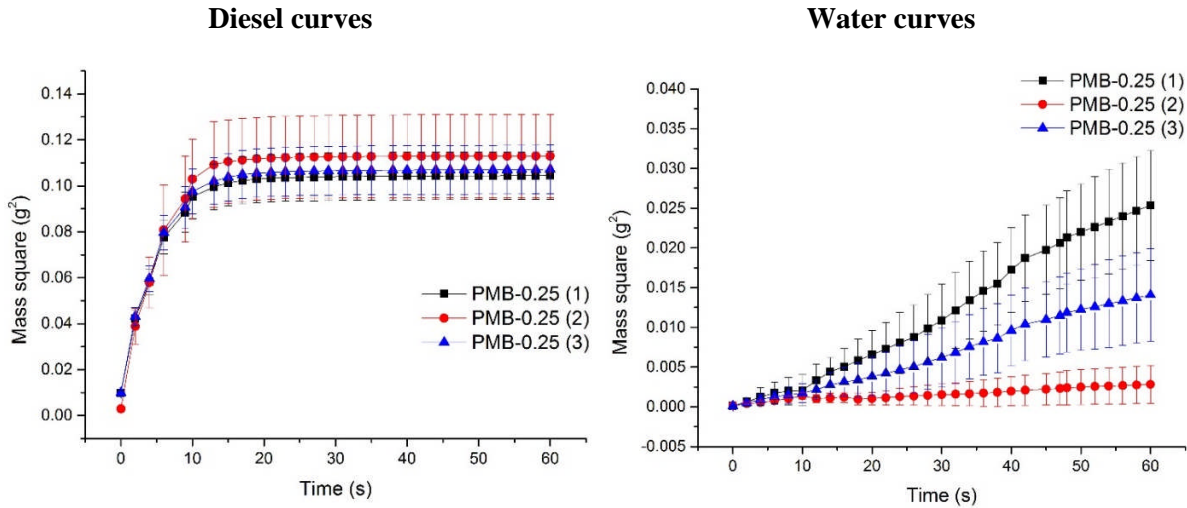 Diesel curves
0.14
0.12
0.10
0.08
0.06
0.04
0.02
0.00
Mass square (g²)
PMB-0.25 (1)
PMB-0.25 (2)
PMB-0.25 (3)
0 10 20 30 40 50 60
Time (s)
Water curves
0.040
0.035
0.030
0.025
0.020
0.015
0.010
0.005
0.000
-0.005
Mass square (g²)
PMB-0.25 (1)
PMB-0.25 (2)
PMB-0.25 (3)
0 10 20 30 40 50 60
Time (s)